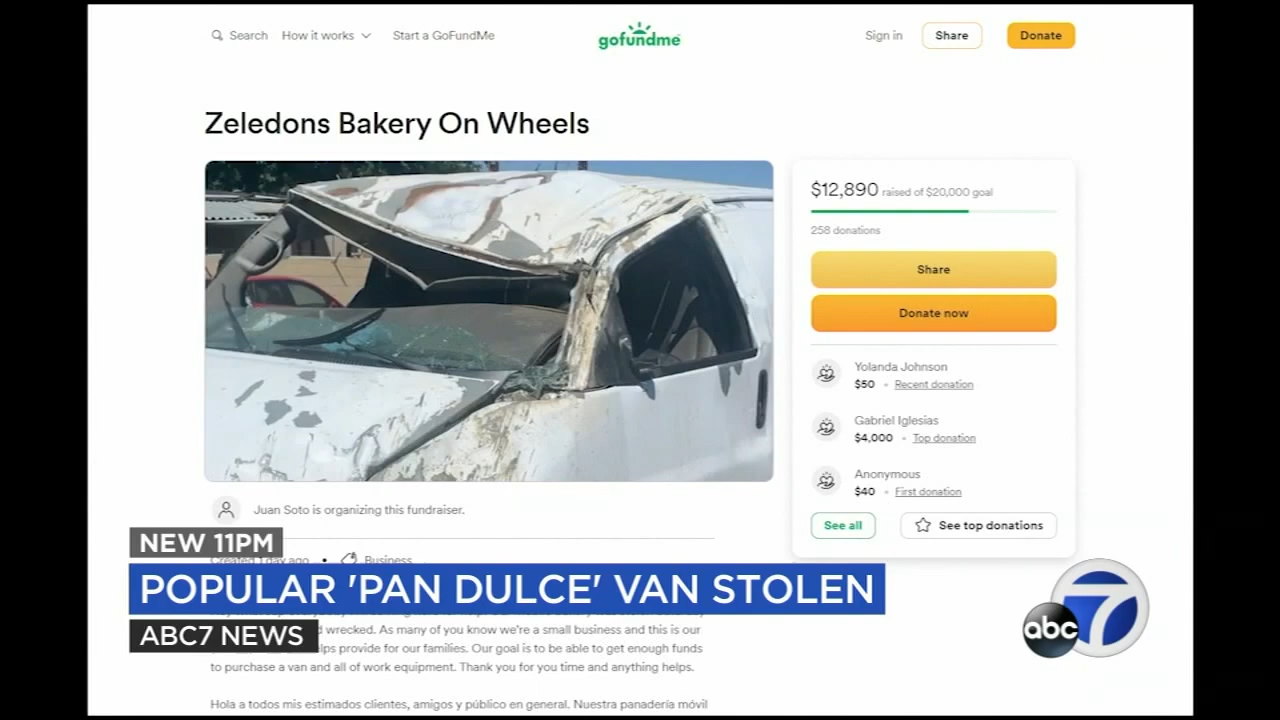 Search How it works Start a GoFundMe gofundme Sign in Share Donate
Zeledons Bakery On Wheels
$12,890 raised of $20,000 goal
258 donations
Share
Donate now
Yolanda Johnson
$50 • Recent donation
Gabriel Iglesias
$4,000 • Top donation
Anonymous
$40 • First donation
See all See top donations
Juan Soto is organizing this fundraiser.
NEW 11PM
Created 1 day ago • Business
POPULAR 'PAN DULCE' VAN STOLEN
ABC7 NEWS
wrecked. As many of you know we're a small business and this is our
helps provide for our families. Our goal is to be able to get enough funds
to purchase a van and all of work equipment. Thank you for you time and anything helps.
Hola a todos mis estimados clientes, amigos y público en general. Nuestra panadería móvil
abc 7